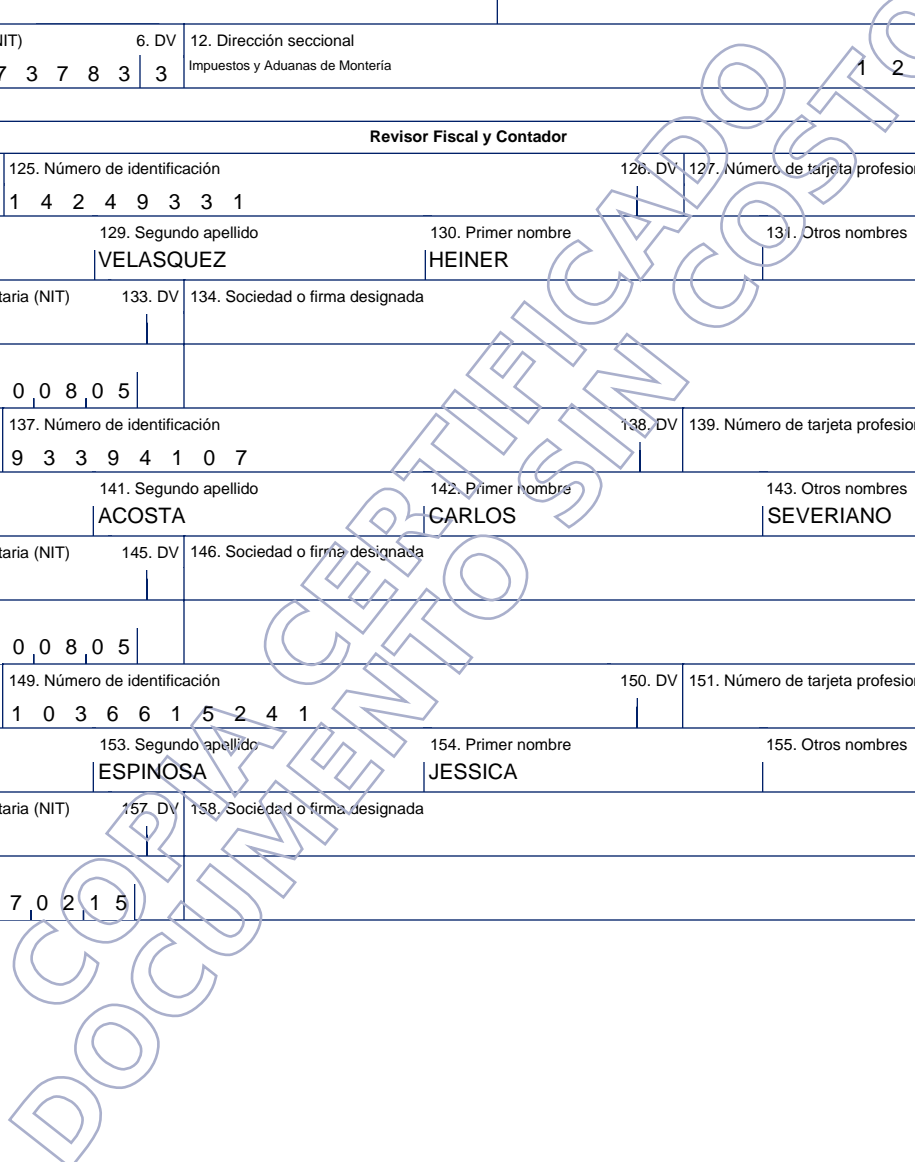 NIT) 6. DV 12. Dirección seccional
7 3 7 8 3 3 Impuestos y Aduanas de Montería 1 2
Revisor Fiscal y Contador
125. Número de identificación 126. DV 127. Número de tarjeta profesion
1 4 2 4 9 3 3 1
129. Segundo apellido 130. Primer nombre 131. Otros nombres
VELASQUEZ HEINER
taria (NIT) 133. DV 134. Sociedad o firma designada
0 0 8 0 5
137. Número de identificación 138. DV 139. Número de tarjeta profesion
9 3 3 9 4 1 0 7
141. Segundo apellido 142. Primer nombre 143. Otros nombres
ACOSTA CARLOS SEVERIANO
taria (NIT) 145. DV 146. Sociedad o firma designada
0 0 8 0 5
149. Número de identificación 150. DV 151. Número de tarjeta profesion
1 0 3 6 6 1 5 2 4 1
153. Segundo apellido 154. Primer nombre 155. Otros nombres
ESPINOSA JESSICA
taria (NIT) 157. DV 158. Sociedad o firma designada
7 0 2 1 5
COPIA CERTIFICADO
DOCUMENTO SIN COSTO